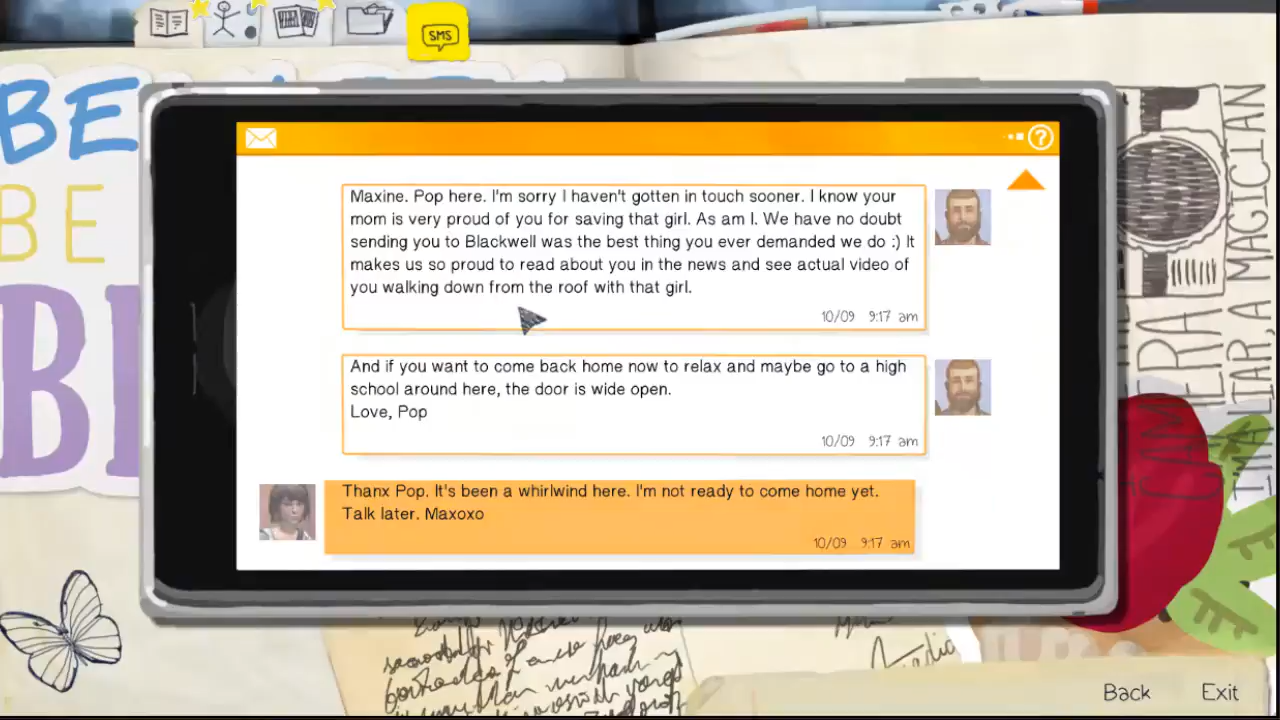 SMS
BE
BE
BE
Maxine. Pop here. I'm sorry I haven't gotten in touch sooner. I know your
mom is very proud of you for saving that girl. As am I. We have no doubt
sending you to Blackwell was the best thing you ever demanded we do :) It
makes us so proud to read about you in the news and see actual video of
you walking down from the roof with that girl.
10/09 9:17 am
And if you want to come back home now to relax and maybe go to a high
school around here, the door is wide open.
Love, Pop
10/09 9:17 am
Thanx Pop. It's been a whirlwind here. I'm not ready to come home yet.
Talk later. Maxoxo
10/09 9:17 am
CAMERA
MAGICIAN
Back Exit